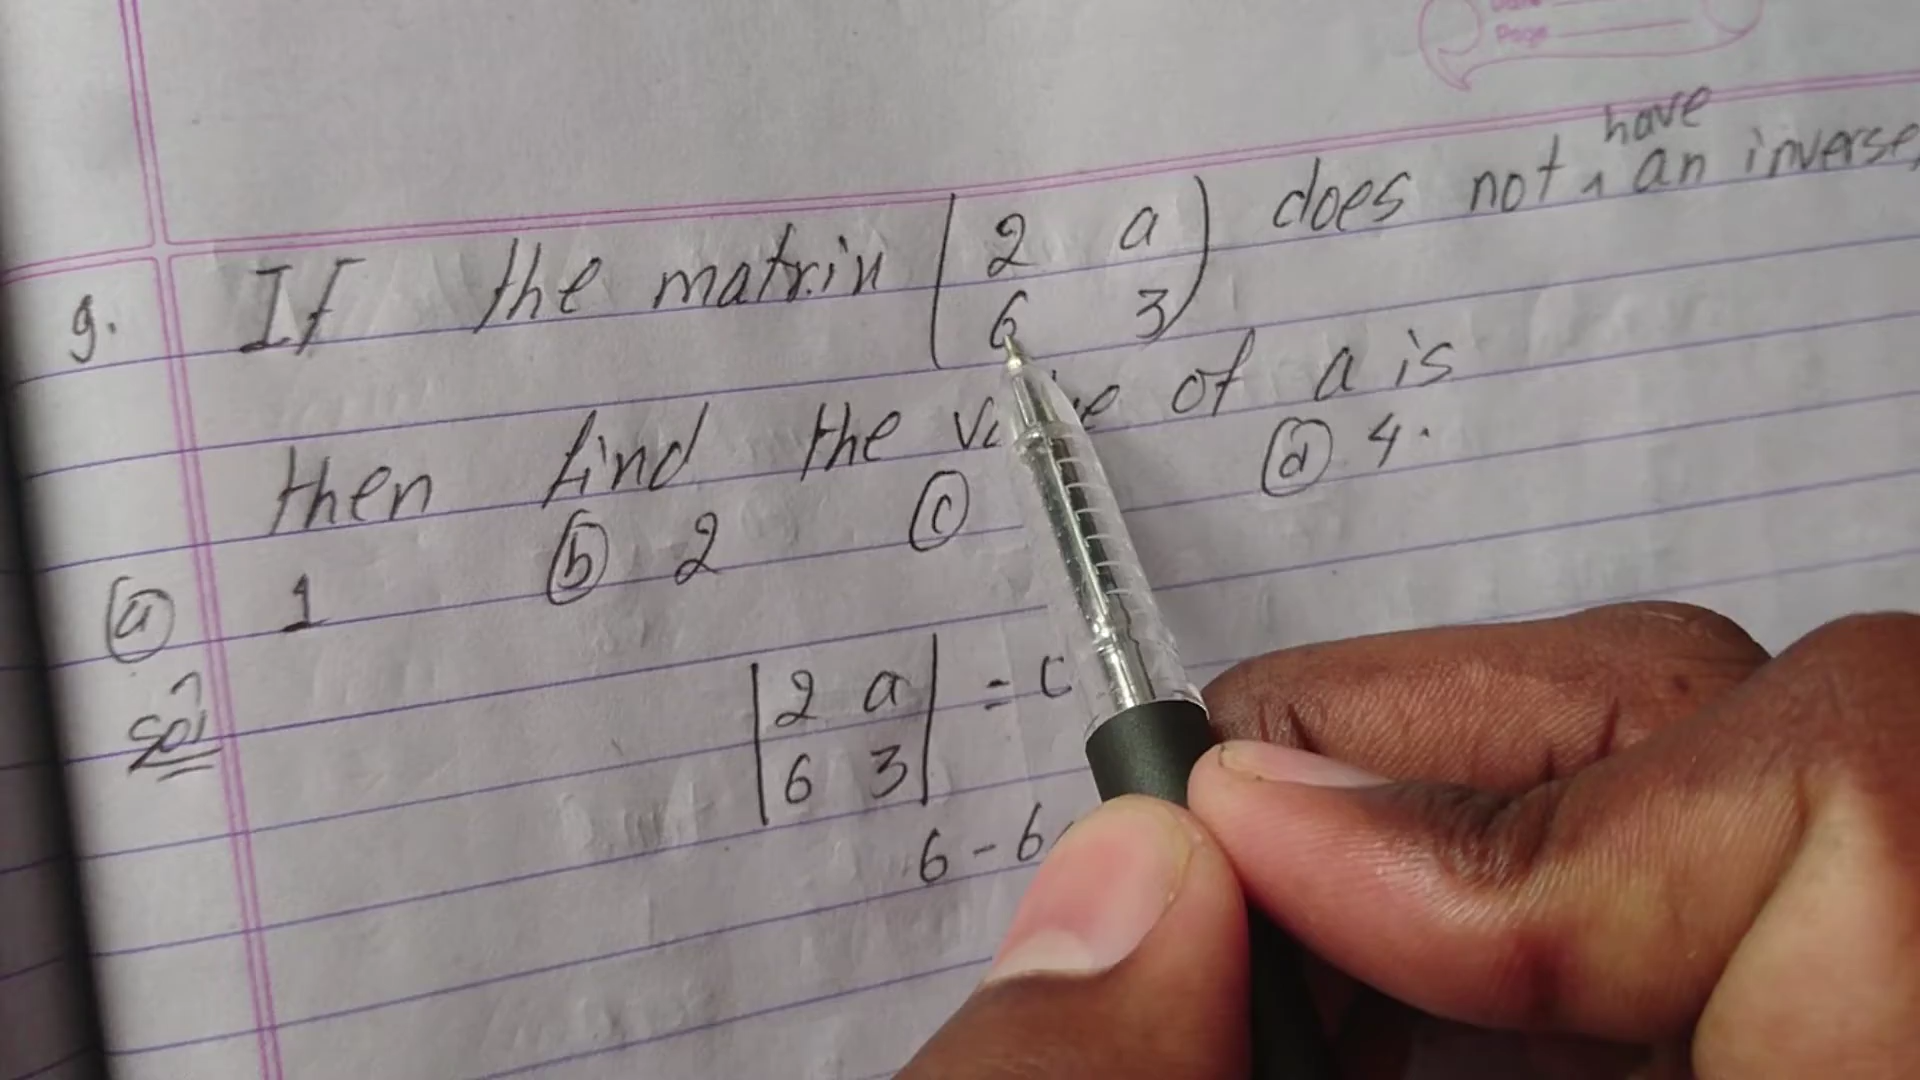 Page
have
9. If the matrix (2 a) does not ^ an inverse,
6 3
then find the of a is
(a) 1 (b) 2 (c) (d) 4.
Sol^n |2 a| =
|6 3|
6 - 6